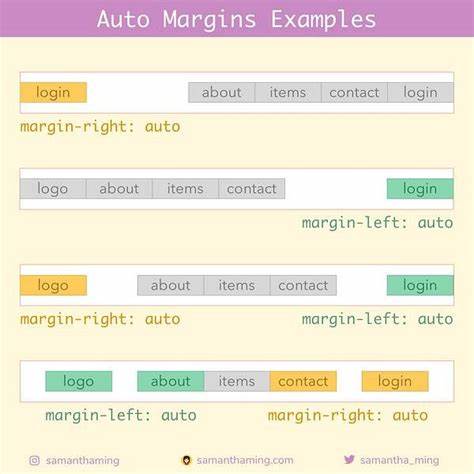 Auto Margins Examples
login about items contact login
margin-right: auto
logo about items contact login
margin-left: auto
logo about items contact login
margin-right: auto margin-left: auto
logo about items contact login
margin-left: auto margin-right: auto
samanthaming samanthaming.com samantha_ming